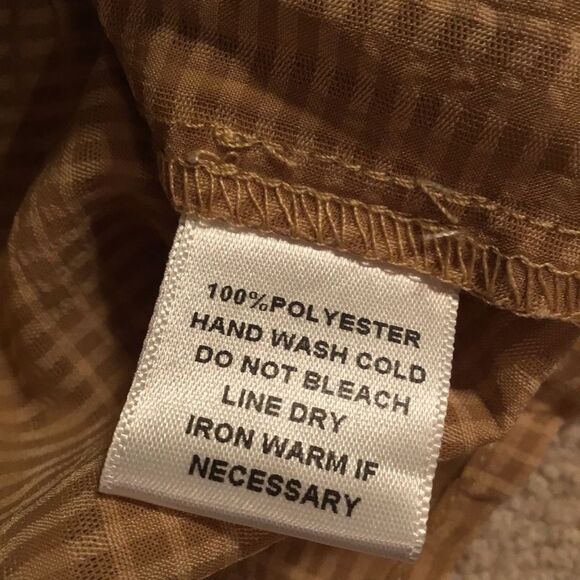 100%POLYESTER
HAND WASH COLD
DO NOT BLEACH
LINE DRY
IRON WARM IF
NECESSARY